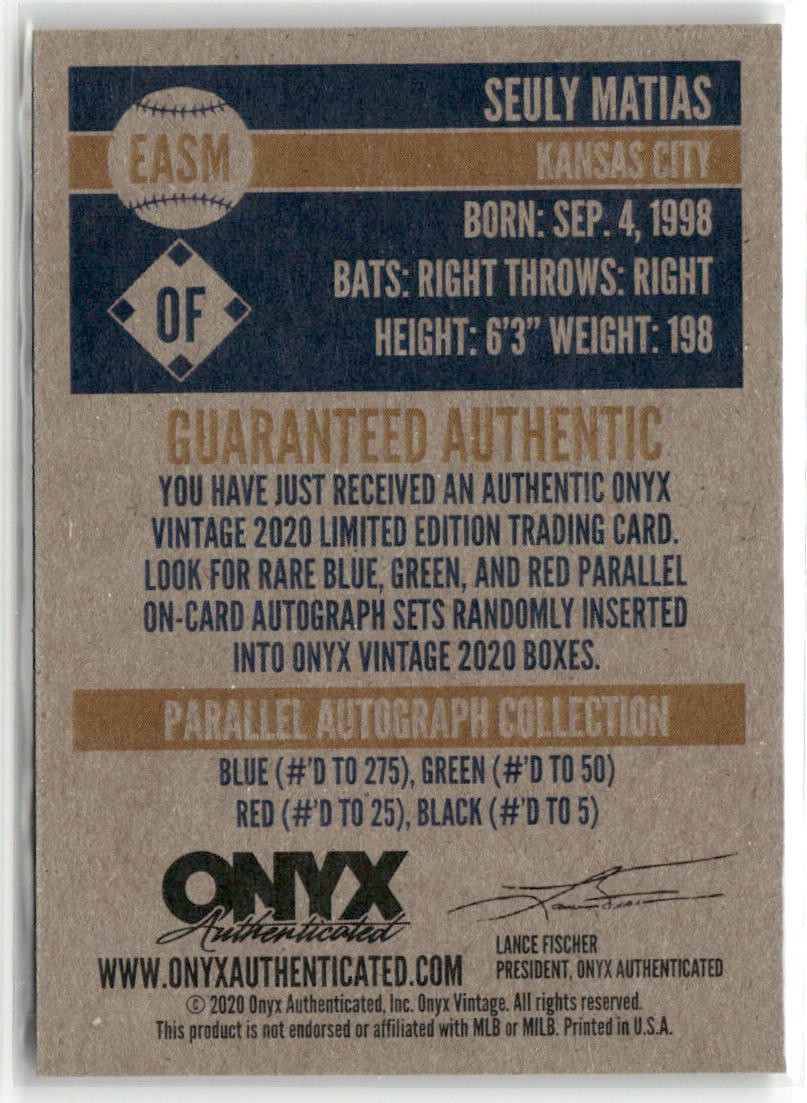 SEULY MATIAS
EASM
KANSAS CITY
BORN: SEP. 4, 1998
OF
BATS: RIGHT THROWS: RIGHT
HEIGHT: 6'3" WEIGHT: 198
GUARANTEED AUTHENTIC
YOU HAVE JUST RECEIVED AN AUTHENTIC ONYX
VINTAGE 2020 LIMITED EDITION TRADING CARD.
LOOK FOR RARE BLUE, GREEN, AND RED PARALLEL
ON-CARD AUTOGRAPH SETS RANDOMLY INSERTED
INTO ONYX VINTAGE 2020 BOXES.
PARALLEL AUTOGRAPH COLLECTION
BLUE (#'D TO 275), GREEN (#'D TO 50)
RED (#'D TO 25), BLACK (#'D TO 5)
ONYX
Authenticated
WWW.ONYXAUTHENTICATED.COM
LANCE FISCHER
PRESIDENT, ONYX AUTHENTICATED
© 2020 Onyx Authenticated, Inc. Onyx Vintage. All rights reserved.
This product is not endorsed or affiliated with MLB or MILB. Printed in U.S.A.